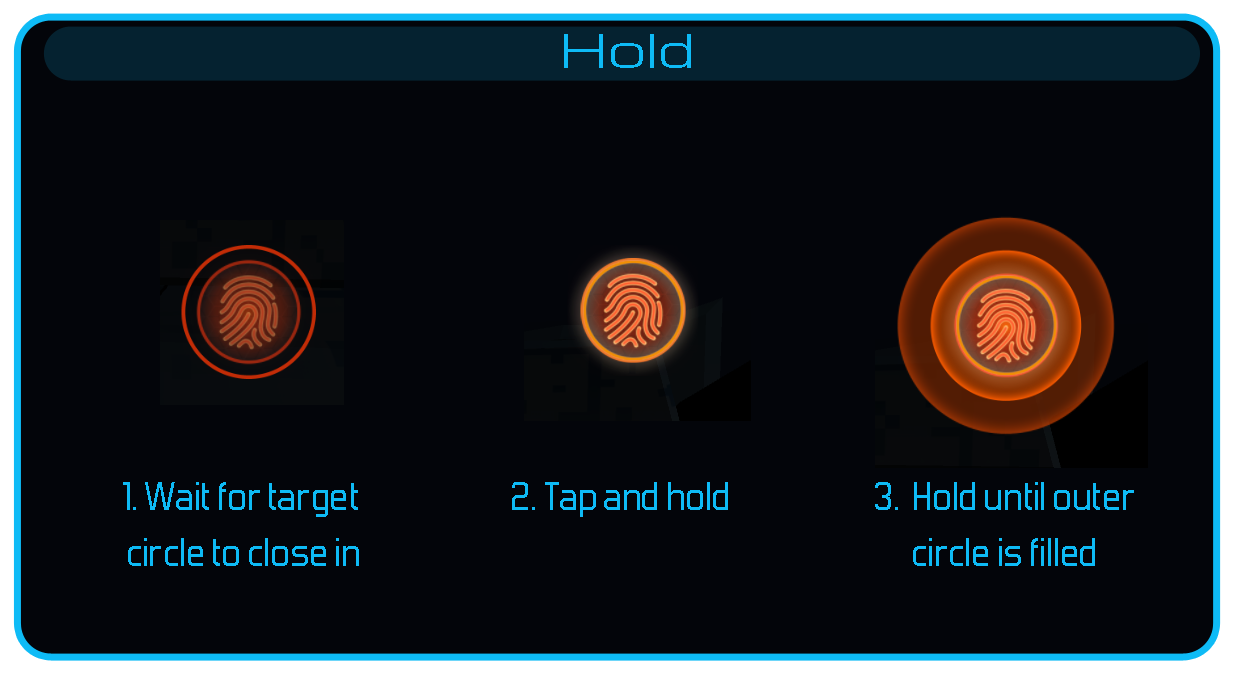 Hold
1. Wait for target
circle to close in
2. Tap and hold
3. Hold until outer
circle is filled